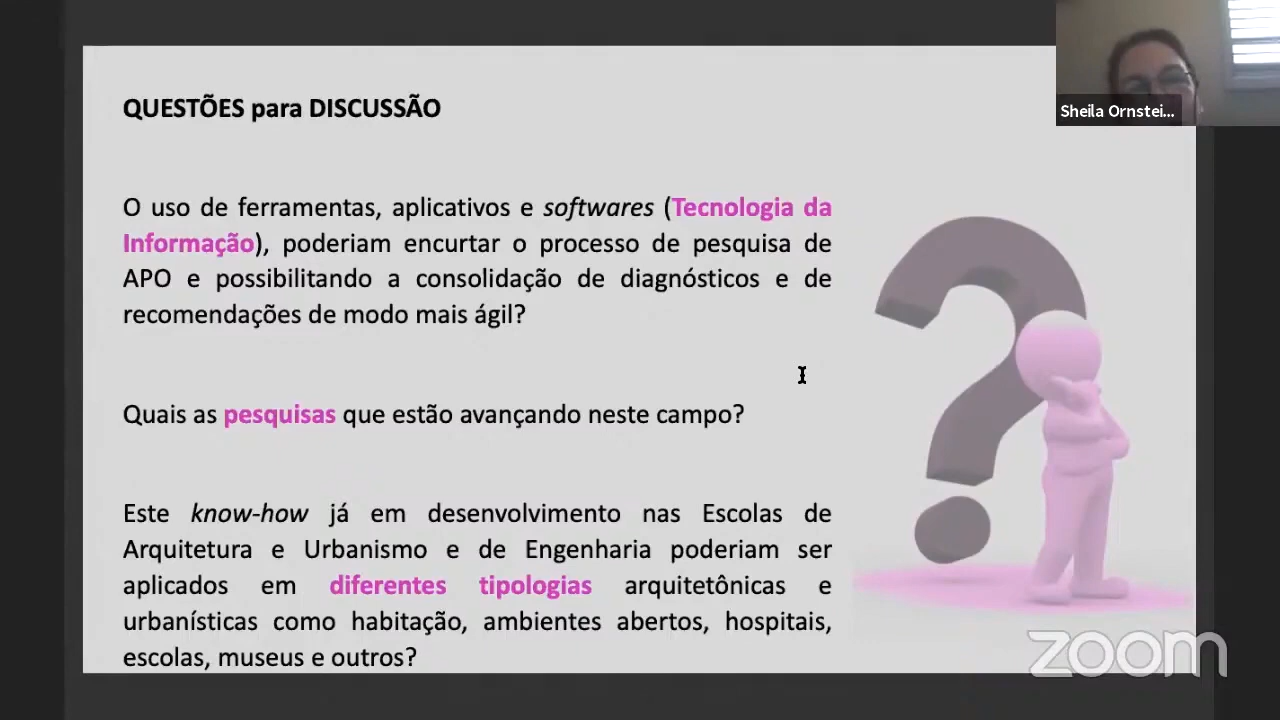 Sheila Ornstei...
QUESTÕES para DISCUSSÃO
O uso de ferramentas, aplicativos e softwares (Tecnologia da
Informação), poderiam encurtar o processo de pesquisa de
APO e possibilitando a consolidação de diagnósticos e de
recomendações de modo mais ágil?
Quais as pesquisas que estão avançando neste campo?
Este know-how já em desenvolvimento nas Escolas de
Arquitetura e Urbanismo e de Engenharia poderiam ser
aplicados em diferentes tipologias arquitetônicas e
urbanísticas como habitação, ambientes abertos, hospitais,
escolas, museus e outros?
zoom